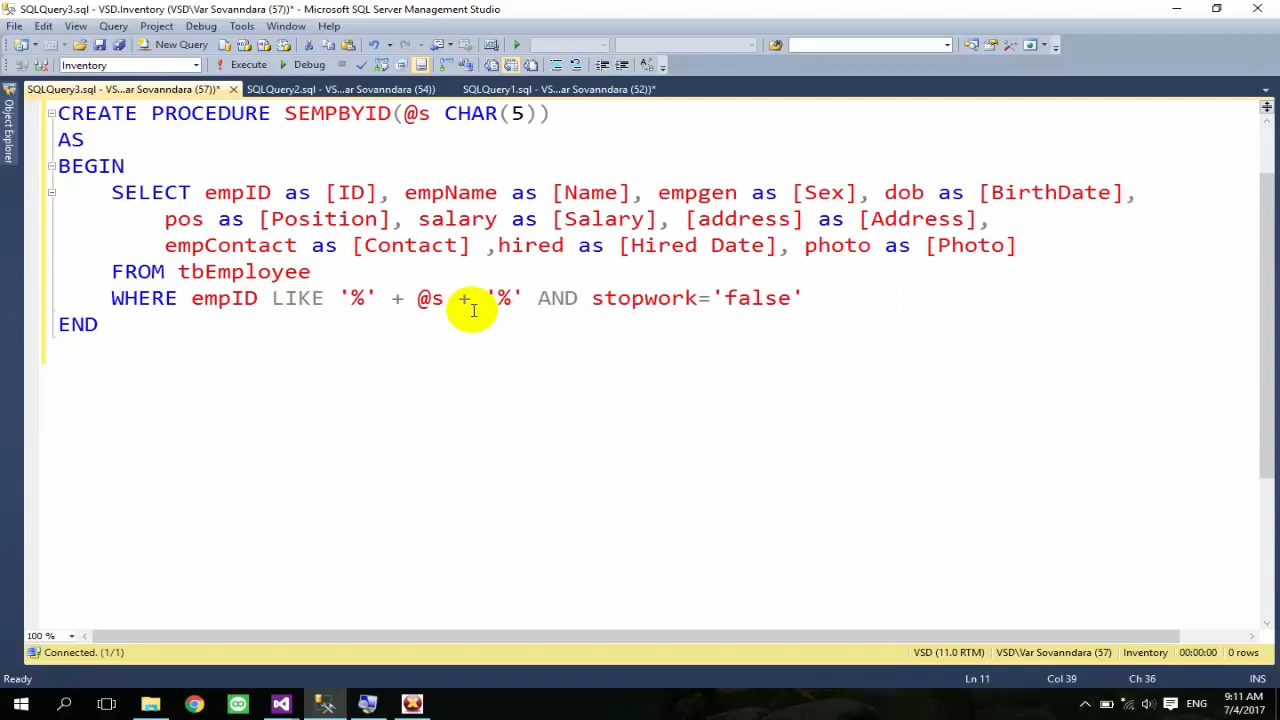 SQLQuery3.sql - VSD.Inventory (VSD\Var Sovanndara (57))* - Microsoft SQL Server Management Studio
File Edit View Query Project Debug Tools Window Help
New Query
Inventory Execute Debug
SQLQuery3.sql - VS...ar Sovanndara (57))* SQLQuery2.sql - VS...ar Sovanndara (54)) SQLQuery1.sql - VS...ar Sovanndara (52))*
Object Explorer
CREATE PROCEDURE SEMPBYID(@s CHAR(5))
AS
BEGIN
SELECT empID as [ID], empName as [Name], empgen as [Sex], dob as [BirthDate],
pos as [Position], salary as [Salary], [address] as [Address],
empContact as [Contact] ,hired as [Hired Date], photo as [Photo]
FROM tbEmployee
WHERE empID LIKE '%' + @s + '%' AND stopwork='false'
END
100 %
Connected. (1/1) VSD (11.0 RTM) VSD\Var Sovanndara (57) Inventory 00:00:00 0 rows
Ready Ln 11 Col 39 Ch 36 INS
ENG 9:11 AM
7/4/2017